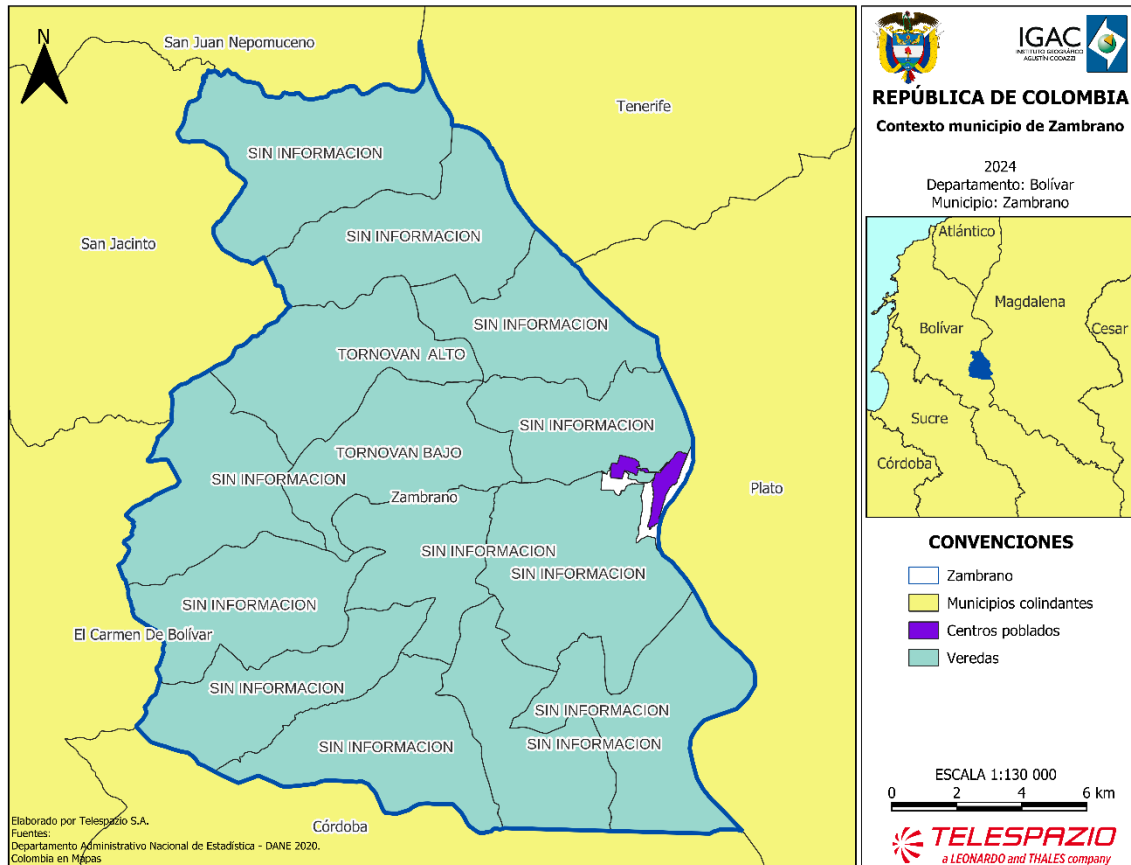 N
San Juan Nepomuceno
Tenerife
SIN INFORMACION
SIN INFORMACION
San Jacinto
SIN INFORMACION
TORNOVAN ALTO
SIN INFORMACION
TORNOVAN BAJO
SIN INFORMACION
Zambrano
Plato
SIN INFORMACION
SIN INFORMACION
SIN INFORMACION
El Carmen De Bolívar
SIN INFORMACION
SIN INFORMACION
SIN INFORMACION
SIN INFORMACION
Córdoba
Elaborado por Telespazio S.A.
Fuentes:
Departamento Administrativo Nacional de Estadística - DANE 2020.
Colombia en Mapas
IGAC
INSTITUTO GEOGRÁFICO
AGUSTÍN CODAZZI
REPÚBLICA DE COLOMBIA
Contexto municipio de Zambrano
2024
Departamento: Bolívar
Municipio: Zambrano
Atlántico
Magdalena
Bolívar
Cesar
Sucre
Córdoba
CONVENCIONES
Zambrano
Municipios colindantes
Centros poblados
Veredas
ESCALA 1:130 000
0 2 4 6 km
TELESPAZIO
a LEONARDO and THALES company